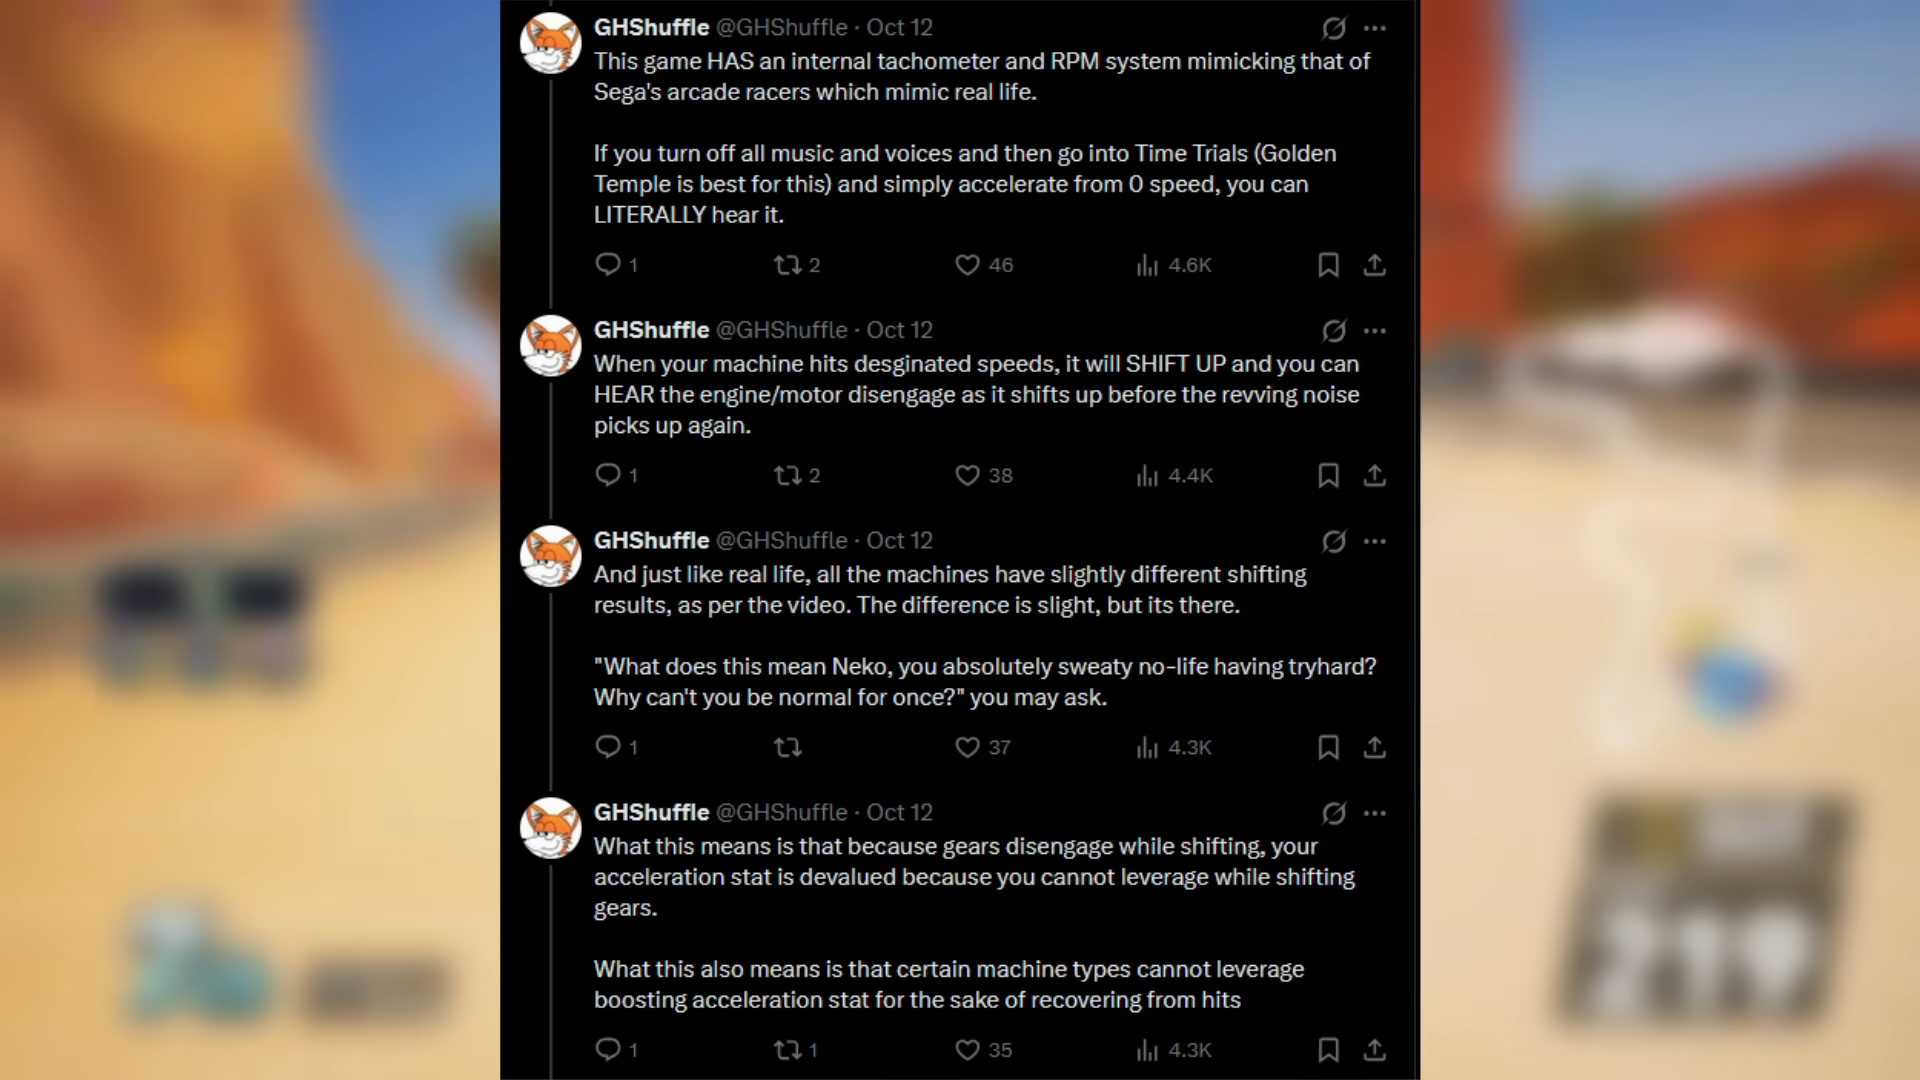 GHShuffle @GHShuffle · Oct 12
This game HAS an internal tachometer and RPM system mimicking that of
Sega's arcade racers which mimic real life.
If you turn off all music and voices and then go into Time Trials (Golden
Temple is best for this) and simply accelerate from 0 speed, you can
LITERALLY hear it.
1 2 46 4.6K
GHShuffle @GHShuffle · Oct 12
When your machine hits desginated speeds, it will SHIFT UP and you can
HEAR the engine/motor disengage as it shifts up before the revving noise
picks up again.
1 2 38 4.4K
GHShuffle @GHShuffle · Oct 12
And just like real life, all the machines have slightly different shifting
results, as per the video. The difference is slight, but its there.
"What does this mean Neko, you absolutely sweaty no-life having tryhard?
Why can't you be normal for once?" you may ask.
1 37 4.3K
GHShuffle @GHShuffle · Oct 12
What this means is that because gears disengage while shifting, your
acceleration stat is devalued because you cannot leverage while shifting
gears.
What this also means is that certain machine types cannot leverage
boosting acceleration stat for the sake of recovering from hits
1 1 35 4.3K
219